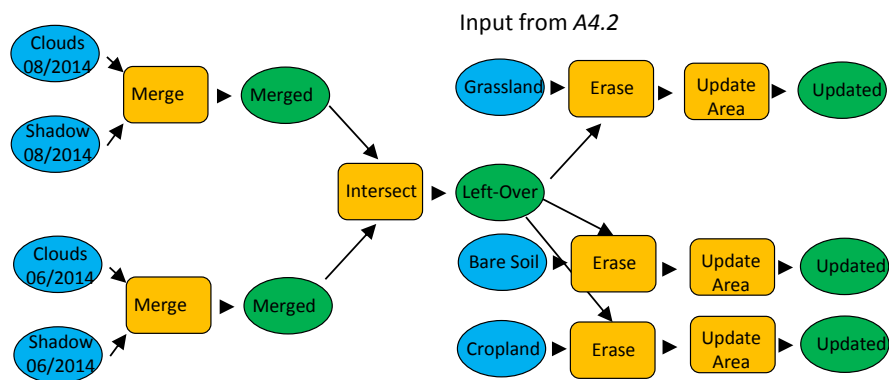 Input from A4.2
Clouds
08/2014
Shadow
08/2014
Merge
Merged
Clouds
06/2014
Shadow
06/2014
Merge
Merged
Intersect
Left-Over
Grassland
Erase
Update
Area
Updated
Bare Soil
Erase
Update
Area
Updated
Cropland
Erase
Update
Area
Updated